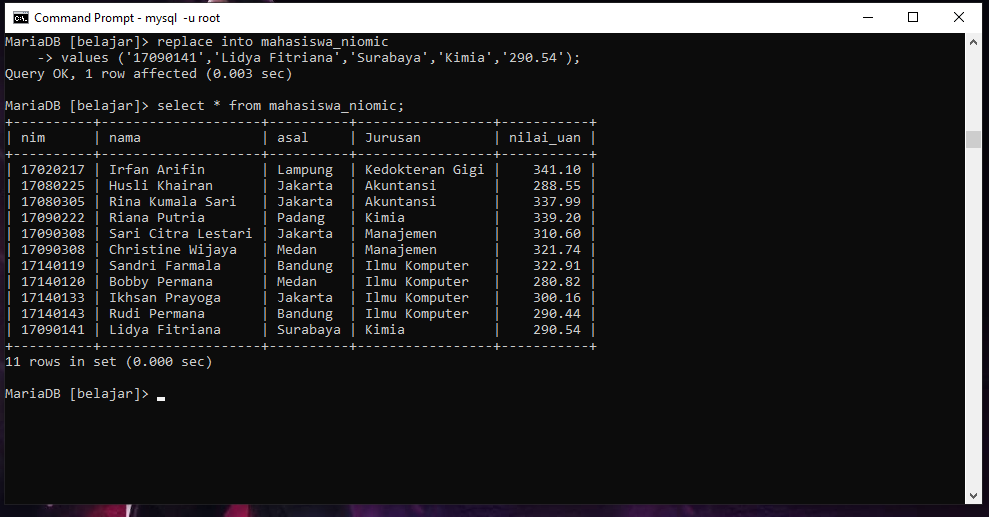 Command Prompt - mysql -u root
MariaDB [belajar]> replace into mahasiswa_niomic
    -> values ('17090141','Lidya Fitriana','Surabaya','Kimia','290.54');
Query OK, 1 row affected (0.003 sec)

MariaDB [belajar]> select * from mahasiswa_niomic;
+----------+--------------------+----------+-----------------+-----------+
| nim      | nama               | asal     | Jurusan         | nilai_uan |
+----------+--------------------+----------+-----------------+-----------+
| 17020217 | Irfan Arifin       | Lampung  | Kedokteran Gigi |    341.10 |
| 17080225 | Husli Khairan      | Jakarta  | Akuntansi       |    288.55 |
| 17080305 | Rina Kumala Sari   | Jakarta  | Akuntansi       |    337.99 |
| 17090222 | Riana Putria       | Padang   | Kimia           |    339.20 |
| 17090308 | Sari Citra Lestari | Jakarta  | Manajemen       |    310.60 |
| 17090308 | Christine Wijaya   | Medan    | Manajemen       |    321.74 |
| 17140119 | Sandri Farmala     | Bandung  | Ilmu Komputer   |    322.91 |
| 17140120 | Bobby Permana      | Medan    | Ilmu Komputer   |    280.82 |
| 17140133 | Ikhsan Prayoga     | Jakarta  | Ilmu Komputer   |    300.16 |
| 17140143 | Rudi Permana       | Bandung  | Ilmu Komputer   |    290.44 |
| 17090141 | Lidya Fitriana     | Surabaya | Kimia           |    290.54 |
+----------+--------------------+----------+-----------------+-----------+
11 rows in set (0.000 sec)

MariaDB [belajar]> _